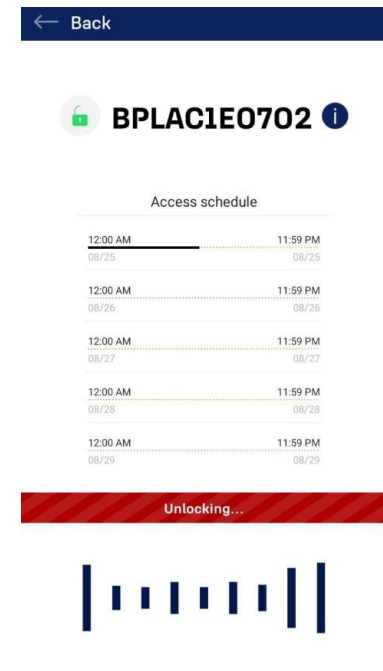 Back
BPLAC1E0702
Access schedule
12:00 AM 11:59 PM
08/25 08/25
12:00 AM 11:59 PM
08/26 08/26
12:00 AM 11:59 PM
08/27 08/27
12:00 AM 11:59 PM
08/28 08/28
12:00 AM 11:59 PM
08/29 08/29
Unlocking...